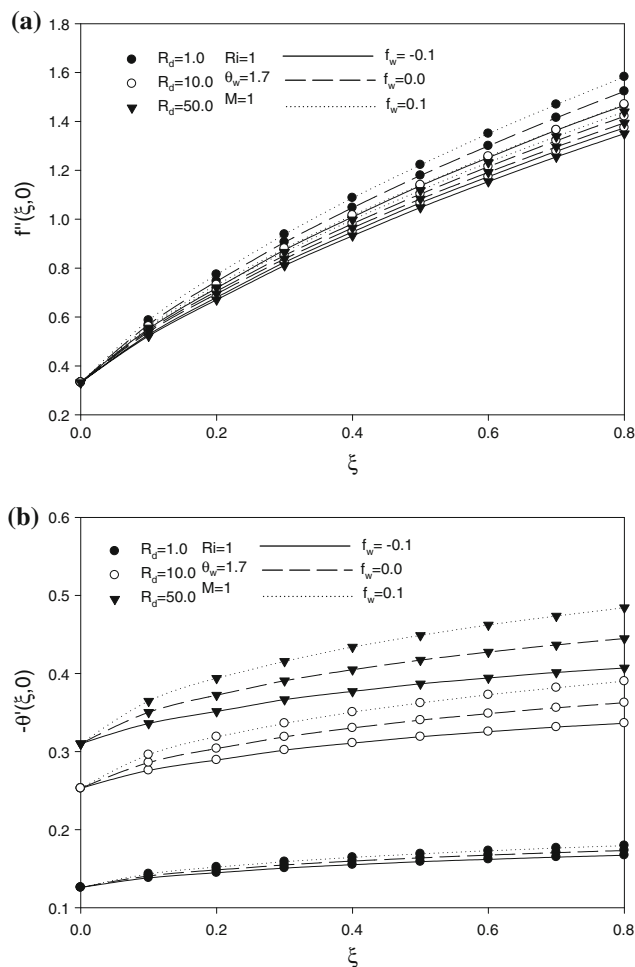 (a)
R_d=1.0 Ri=1 f_w= -0.1
R_d=10.0 θ_w=1.7 f_w=0.0
R_d=50.0 M=1 f_w=0.1
1.8
1.6
1.4
1.2
1.0
0.8
0.6
0.4
0.2
f''(ξ,0)
0.0 0.2 0.4 0.6 0.8
ξ
(b)
R_d=1.0 Ri=1 f_w= -0.1
R_d=10.0 θ_w=1.7 f_w=0.0
R_d=50.0 M=1 f_w=0.1
0.6
0.5
0.4
0.3
0.2
0.1
-θ'(ξ,0)
0.0 0.2 0.4 0.6 0.8
ξ